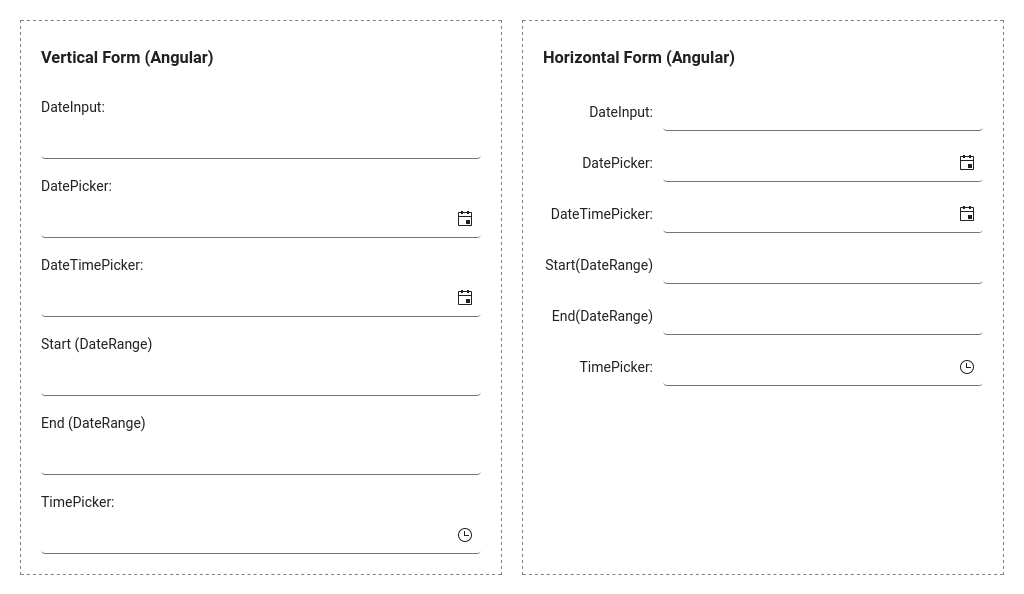 Vertical Form (Angular)
DateInput:
DatePicker:
DateTimePicker:
Start (DateRange)
End (DateRange)
TimePicker:
Horizontal Form (Angular)
DateInput:
DatePicker:
DateTimePicker:
Start(DateRange)
End(DateRange)
TimePicker: